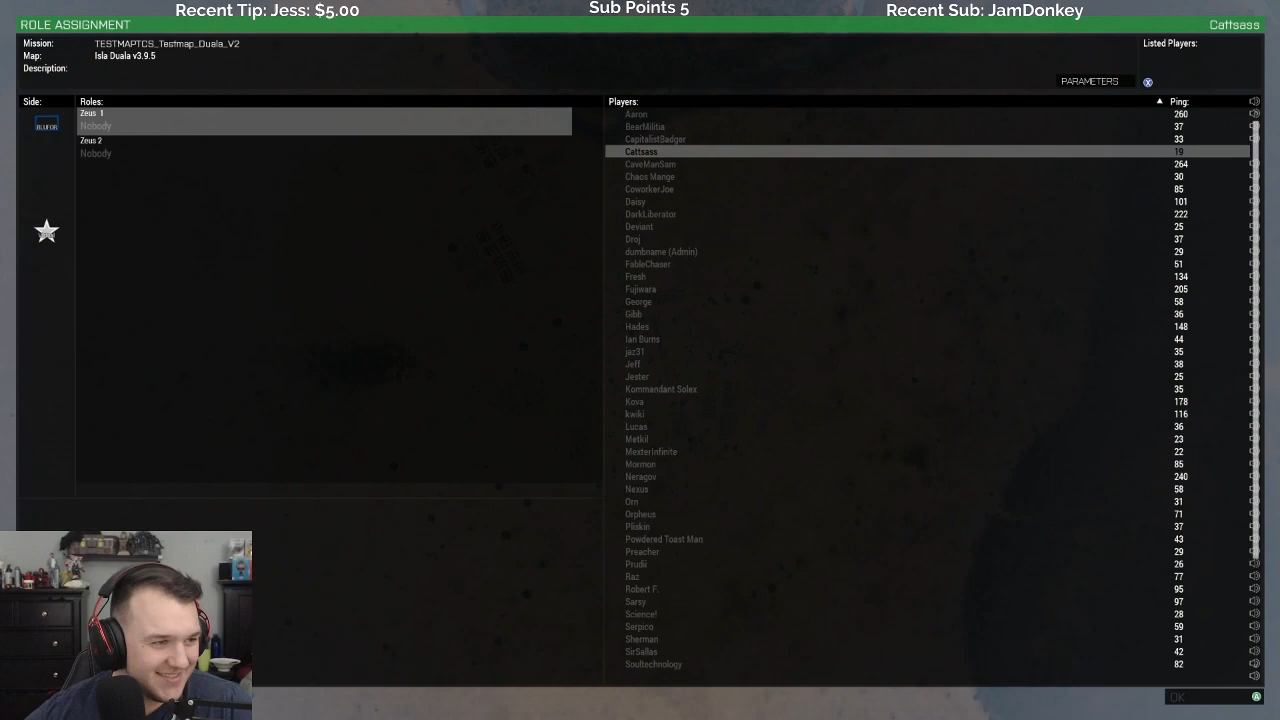 Recent Tip: Jess: $5.00 Sub Points 5 Recent Sub: JamDonkey
ROLE ASSIGNMENT Cattsass
Mission: TESTMAPTCS_Testmap_Duala_V2 Listed Players:
Map: Isla Duala v3.9.5
Description:
PARAMETERS X
Side: Roles: Players: Ping:
BLUFOR
Zeus 1
Nobody
Zeus 2
Nobody
Aaron 260
BearMilitia 37
CapitalistBadger 33
Cattsass 19
CaveManSam 264
Chaos Mange 30
CoworkerJoe 85
Daisy 101
DarkLiberator 222
Deviant 25
Droj 37
dumbname (Admin) 29
FableChaser 51
Fresh 134
Fujiwara 205
George 58
Gibb 36
Hades 148
Ian Burns 44
jaz31 35
Jeff 38
Jester 25
Kommandant Solex 35
Kova 178
kwiki 116
Lucas 36
Metkil 23
MexterInfinite 22
Mormon 85
Neragov 240
Nexus 58
Orn 31
Orpheus 71
Pliskin 37
Powdered Toast Man 43
Preacher 29
Prudii 26
Raz 77
Robert F. 95
Sarsy 97
Science! 28
Serpico 59
Sherman 31
SirSallas 42
Soultechnology 82
OK A